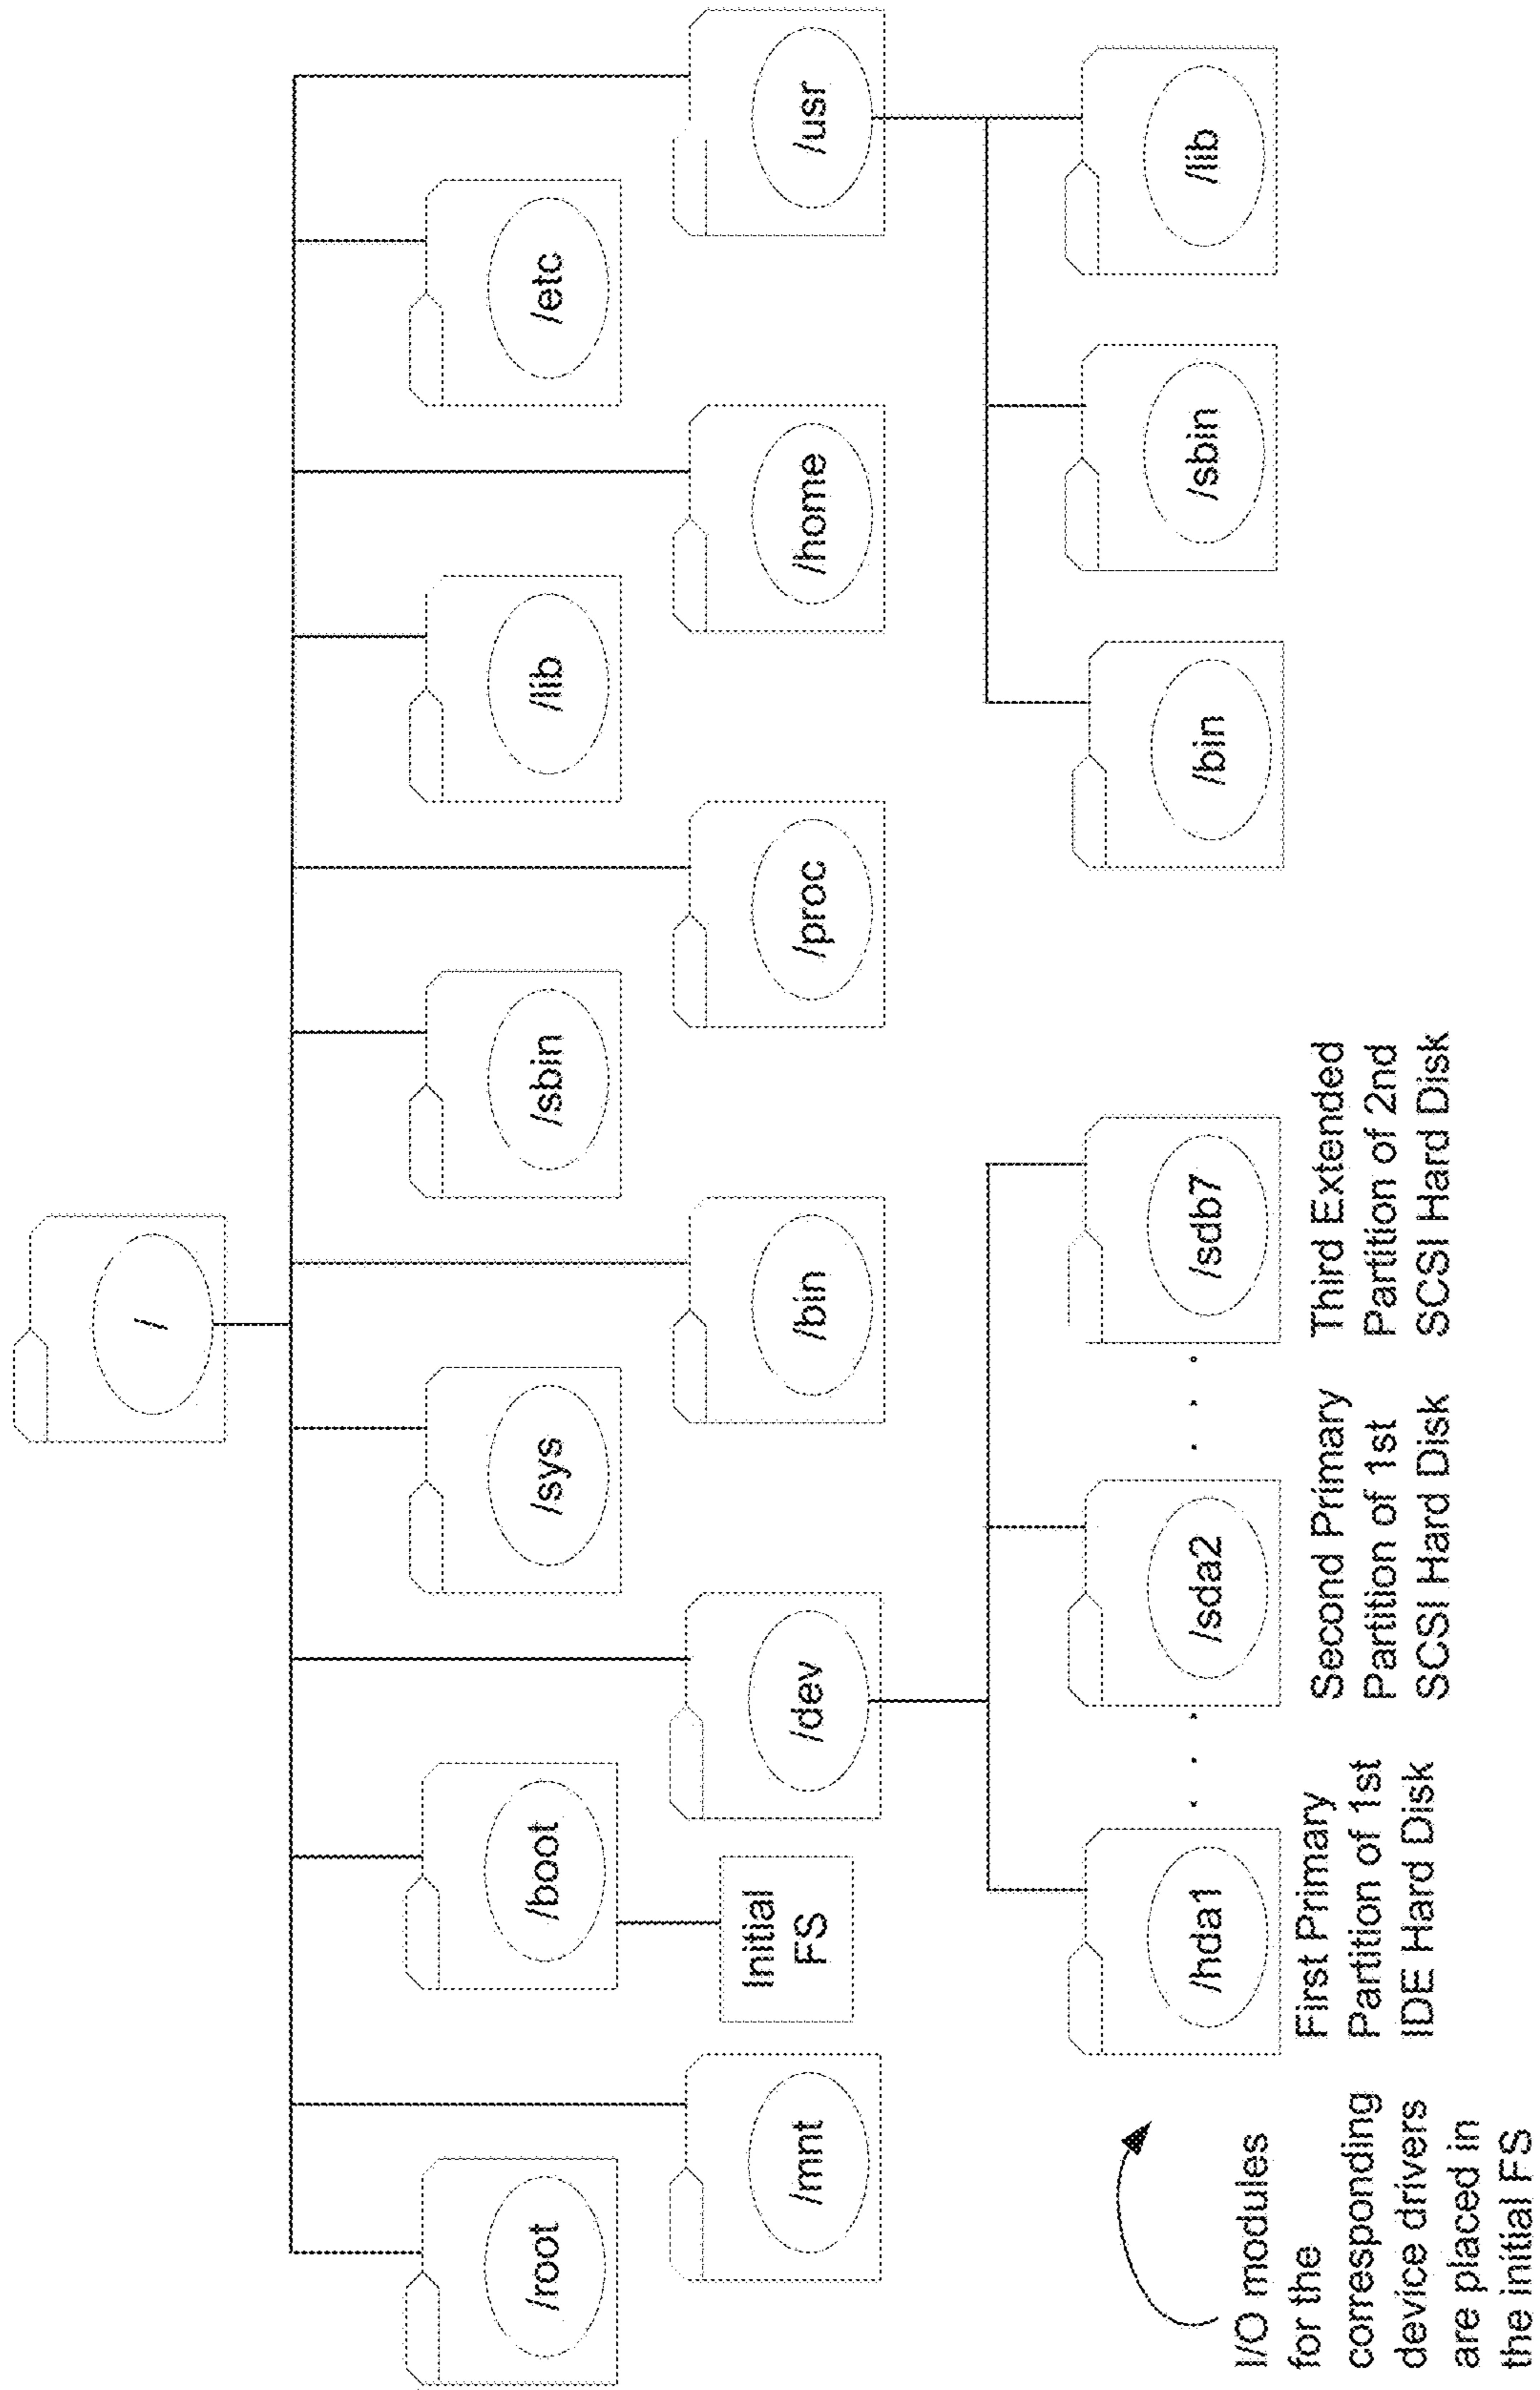 /
/root
/boot
/sys
/sbin
/lib
/etc
/mnt
Initial
FS
/dev
/bin
/proc
/home
/usr
/hda1
/sda2
/sdb7
/bin
/sbin
/lib
I/O modules
for the
corresponding
device drivers
are placed in
the initial FS
First Primary
Partition of 1st
IDE Hard Disk
Second Primary
Partition of 1st
SCSI Hard Disk
Third Extended
Partition of 2nd
SCSI Hard Disk